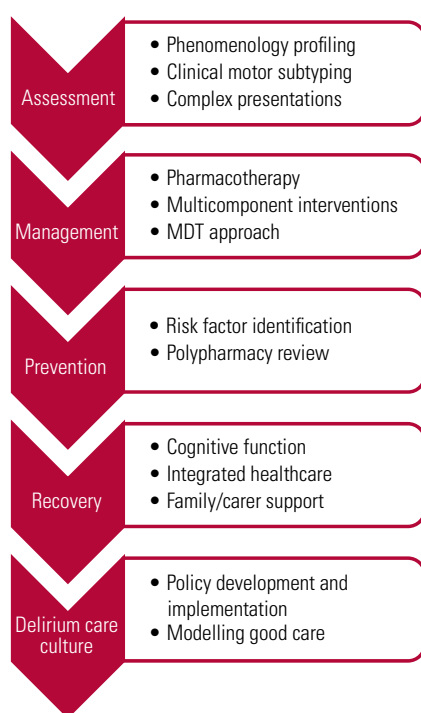 Assessment
• Phenomenology profiling
• Clinical motor subtyping
• Complex presentations
Management
• Pharmacotherapy
• Multicomponent interventions
• MDT approach
Prevention
• Risk factor identification
• Polypharmacy review
Recovery
• Cognitive function
• Integrated healthcare
• Family/carer support
Delirium care
culture
• Policy development and
implementation
• Modelling good care